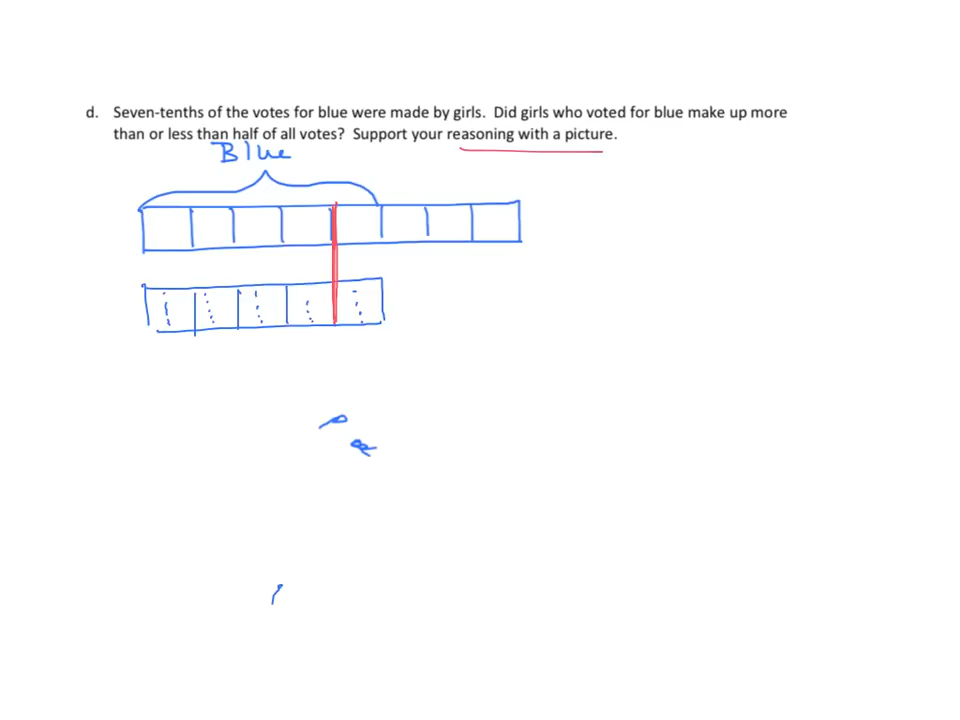 d. Seven-tenths of the votes for blue were made by girls. Did girls who voted for blue make up more
than or less than half of all votes? Support your reasoning with a picture.
Blue